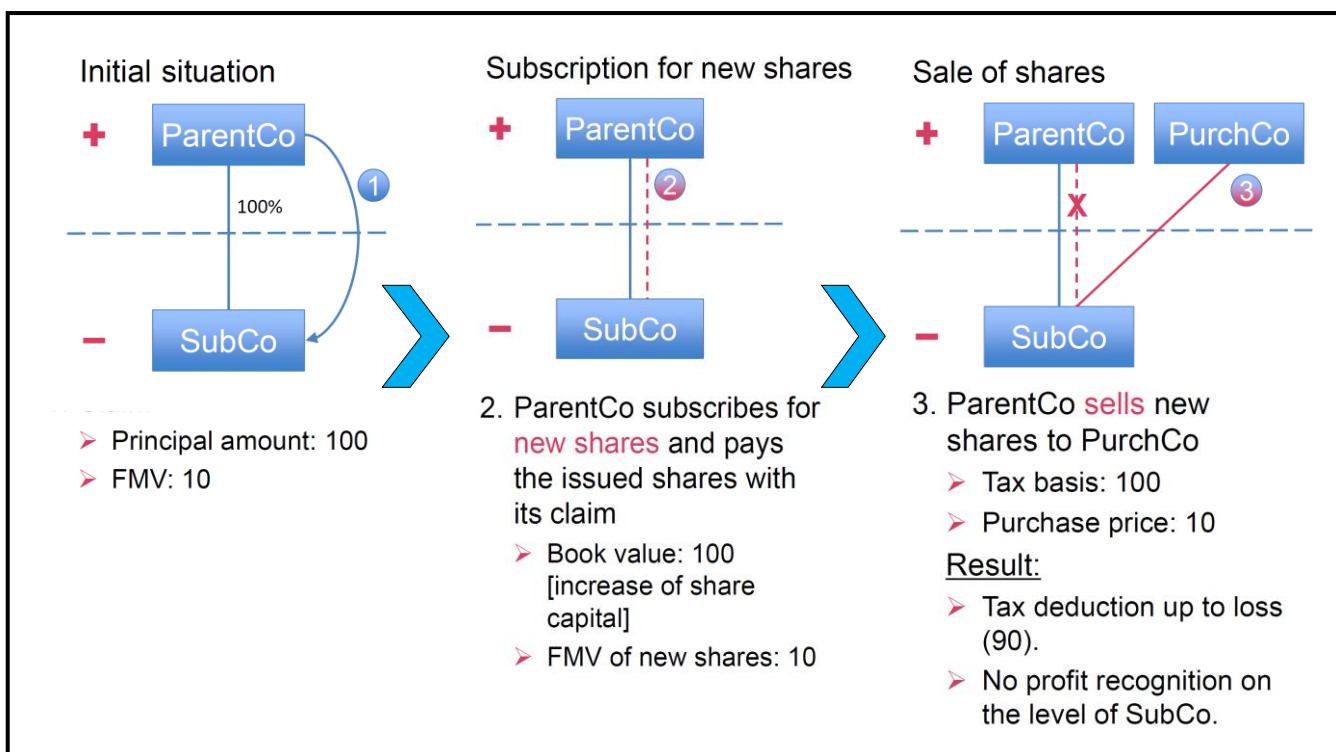 Initial situation
+
ParentCo
1
100%
−
SubCo
➢ Principal amount: 100
➢ FMV: 10
Subscription for new shares
+
ParentCo
2
−
SubCo
2. ParentCo subscribes for
new shares and pays
the issued shares with
its claim
➢ Book value: 100
[increase of share
capital]
➢ FMV of new shares: 10
Sale of shares
+
ParentCo
PurchCo
X
3
−
SubCo
3. ParentCo sells new
shares to PurchCo
➢ Tax basis: 100
➢ Purchase price: 10
Result:
➢ Tax deduction up to loss
(90).
➢ No profit recognition on
the level of SubCo.